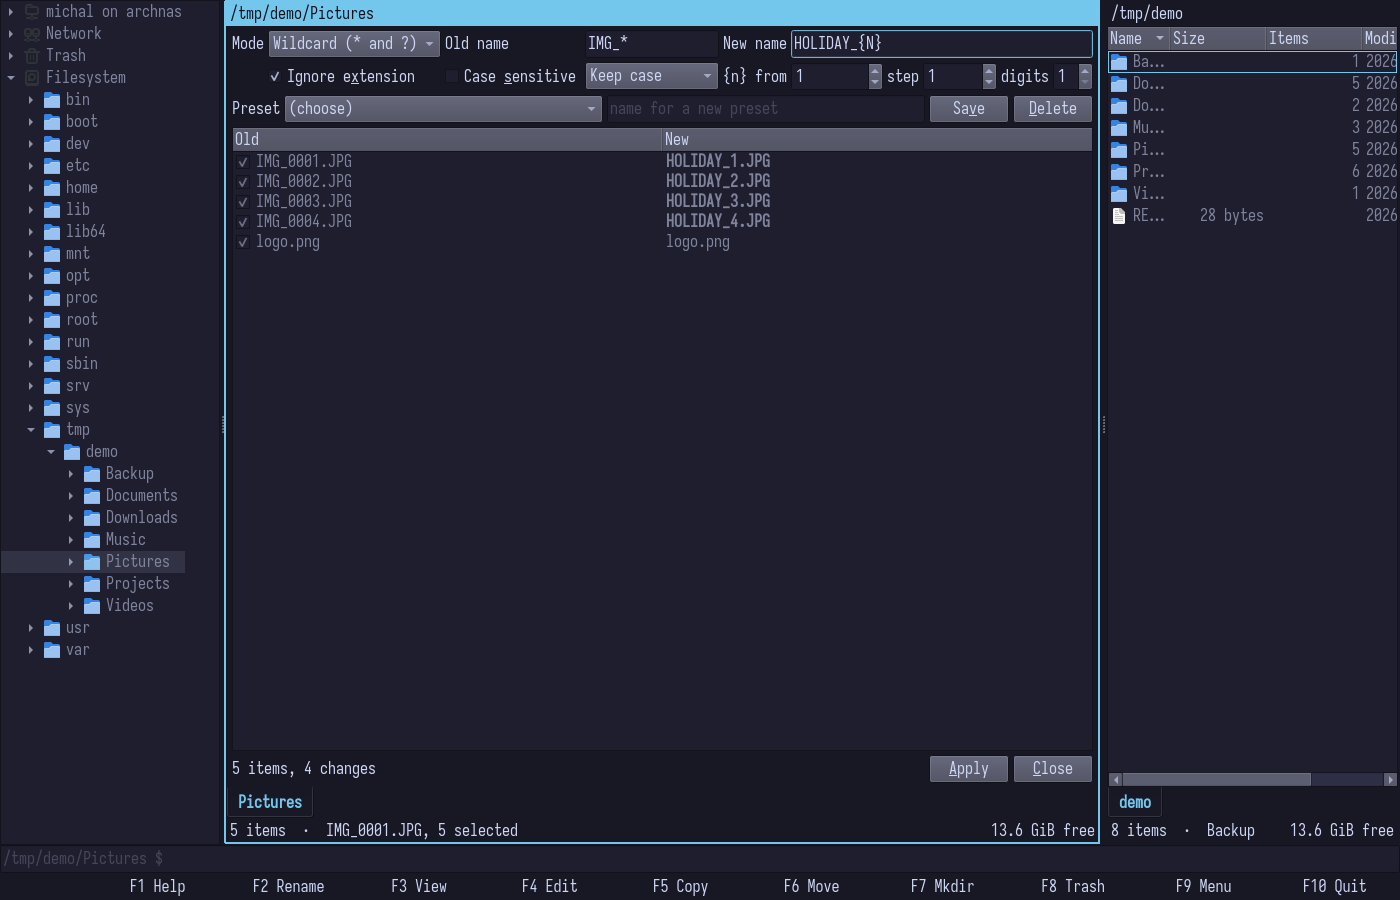 michal on archnas
Network
Trash
Filesystem
bin
boot
dev
etc
home
lib
lib64
mnt
opt
proc
root
run
sbin
srv
sys
tmp
demo
Backup
Documents
Downloads
Music
Pictures
Projects
Videos
usr
var
/tmp/demo/Pictures
Mode Wildcard (* and ?) Old name IMG_* New name HOLIDAY_{N}
Ignore extension Case sensitive Keep case {n} from 1 step 1 digits 1
Preset (choose) name for a new preset Save Delete
Old New
IMG_0001.JPG HOLIDAY_1.JPG
IMG_0002.JPG HOLIDAY_2.JPG
IMG_0003.JPG HOLIDAY_3.JPG
IMG_0004.JPG HOLIDAY_4.JPG
logo.png logo.png
5 items, 4 changes Apply Close
Pictures
5 items · IMG_0001.JPG, 5 selected 13.6 GiB free
/tmp/demo
Name Size Items Modi
Ba... 1 2026
Do... 5 2026
Do... 2 2026
Mu... 3 2026
Pi... 5 2026
Pr... 6 2026
Vi... 1 2026
RE... 28 bytes 2026
demo
8 items · Backup 13.6 GiB free
/tmp/demo/Pictures $
F1 Help F2 Rename F3 View F4 Edit F5 Copy F6 Move F7 Mkdir F8 Trash F9 Menu F10 Quit